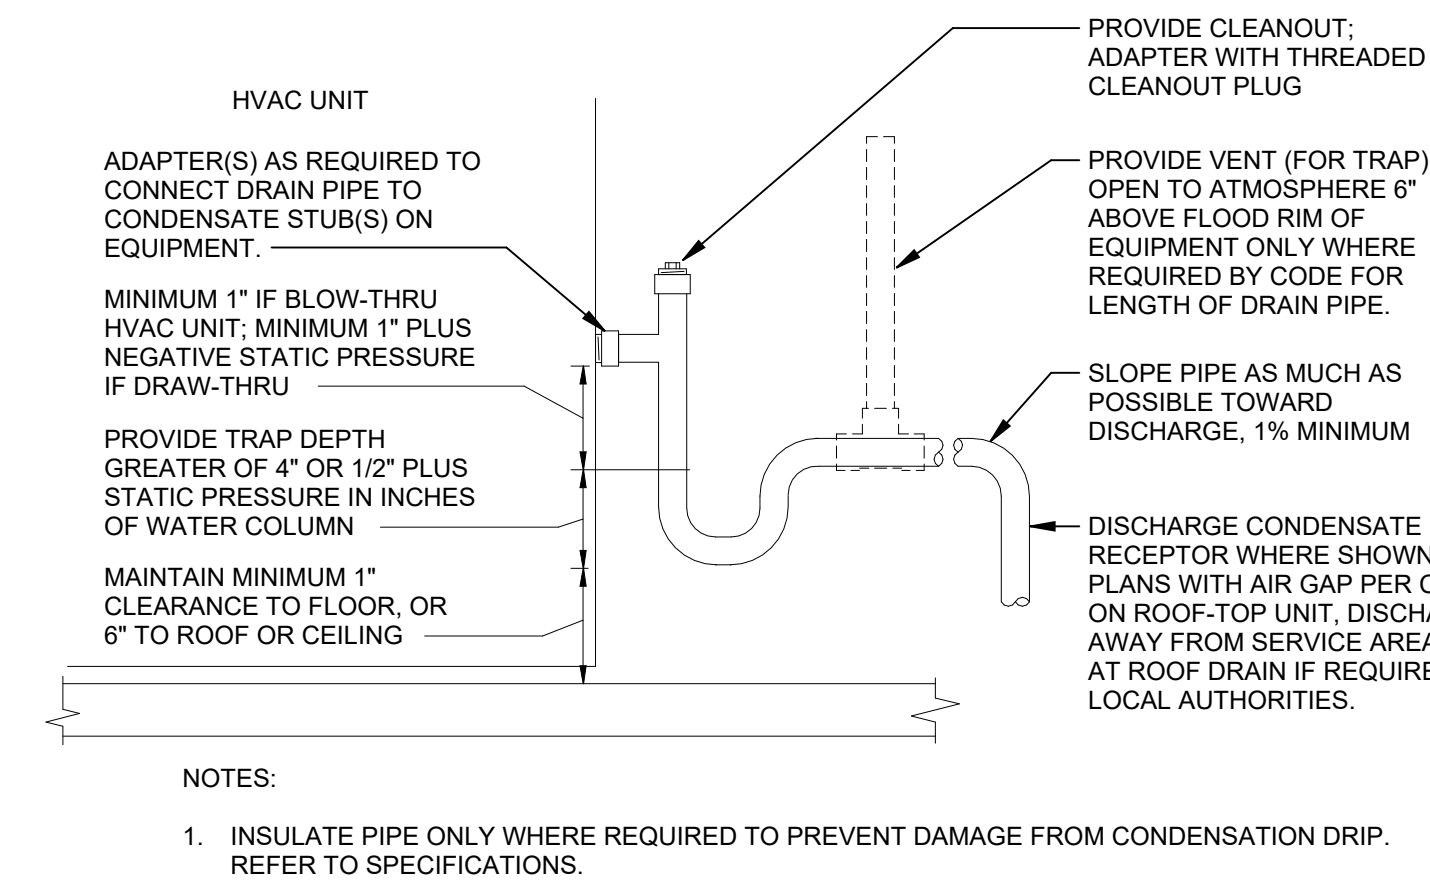 HVAC UNIT
ADAPTER(S) AS REQUIRED TO
CONNECT DRAIN PIPE TO
CONDENSATE STUB(S) ON
EQUIPMENT.
MINIMUM 1" IF BLOW-THRU
HVAC UNIT; MINIMUM 1" PLUS
NEGATIVE STATIC PRESSURE
IF DRAW-THRU
PROVIDE TRAP DEPTH
GREATER OF 4" OR 1/2" PLUS
STATIC PRESSURE IN INCHES
OF WATER COLUMN
MAINTAIN MINIMUM 1"
CLEARANCE TO FLOOR, OR
6" TO ROOF OR CEILING
PROVIDE CLEANOUT;
ADAPTER WITH THREADED
CLEANOUT PLUG
PROVIDE VENT (FOR TRAP)
OPEN TO ATMOSPHERE 6"
ABOVE FLOOD RIM OF
EQUIPMENT ONLY WHERE
REQUIRED BY CODE FOR
LENGTH OF DRAIN PIPE.
SLOPE PIPE AS MUCH AS
POSSIBLE TOWARD
DISCHARGE, 1% MINIMUM
DISCHARGE CONDENSATE
RECEPTOR WHERE SHOWN
PLANS WITH AIR GAP PER
ON ROOF-TOP UNIT,
AWAY FROM SERVICE
AT ROOF DRAIN IF
LOCAL AUTHORITIES.
NOTES:
1. INSULATE PIPE ONLY WHERE REQUIRED TO PREVENT DAMAGE FROM CONDENSATION DRIP.
REFER TO SPECIFICATIONS.